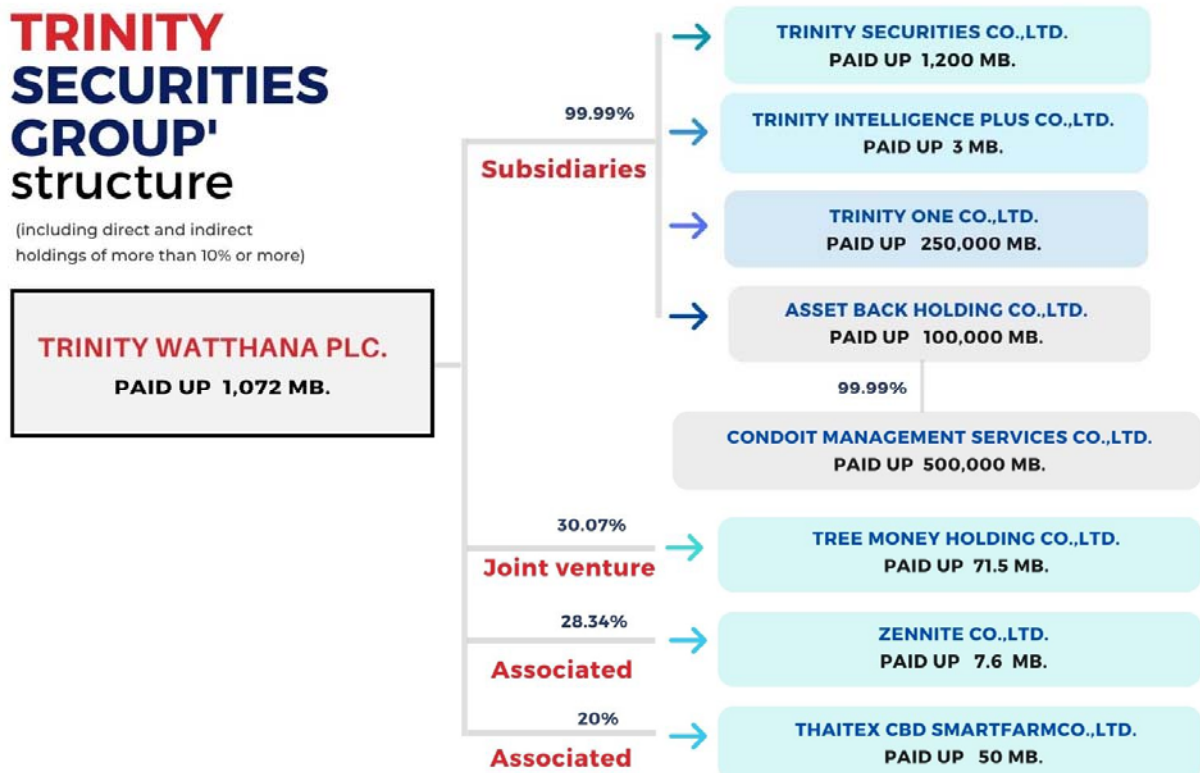 TRINITY
SECURITIES
GROUP'
structure
(including direct and indirect
holdings of more than 10% or more)
TRINITY WATTHANA PLC.
PAID UP 1,072 MB.
99.99%
Subsidiaries
TRINITY SECURITIES CO.,LTD.
PAID UP 1,200 MB.
TRINITY INTELLIGENCE PLUS CO.,LTD.
PAID UP 3 MB.
TRINITY ONE CO.,LTD.
PAID UP 250,000 MB.
ASSET BACK HOLDING CO.,LTD.
PAID UP 100,000 MB.
99.99%
CONDOIT MANAGEMENT SERVICES CO.,LTD.
PAID UP 500,000 MB.
30.07%
Joint venture
TREE MONEY HOLDING CO.,LTD.
PAID UP 71.5 MB.
28.34%
Associated
ZENNITE CO.,LTD.
PAID UP 7.6 MB.
20%
Associated
THAITEX CBD SMARTFARMCO.,LTD.
PAID UP 50 MB.